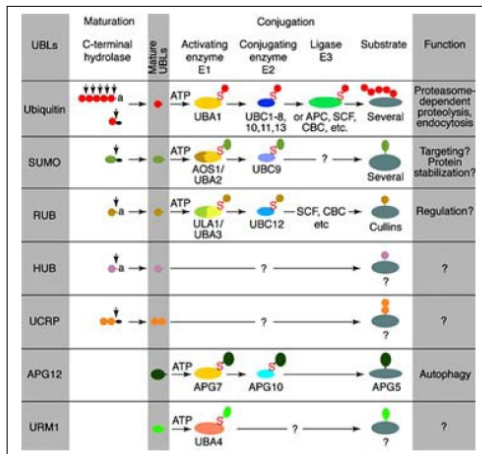 UBLs
Maturation
C-terminal
hydrolase
Mature
UBLs
Conjugation
Activating
enzyme
E1
Conjugating
enzyme
E2
Ligase
E3
Substrate
Function
Ubiquitin
a
ATP
S
UBA1
S
UBC1-8,
10,11,13
S
or APC, SCF,
CBC, etc.
Several
Proteasome-
dependent
proteolysis,
endocytosis
SUMO
ATP
S
AOS1/
UBA2
S
UBC9
?
Several
Targeting?
Protein
stabilization?
RUB
a
ATP
S
ULA1/
UBA3
S
UBC12
SCF, CBC
etc
Cullins
Regulation?
HUB
a
?
?
?
UCRP
?
?
?
APG12
ATP
S
APG7
S
APG10
APG5
Autophagy
URM1
ATP
S
UBA4
?
?
?